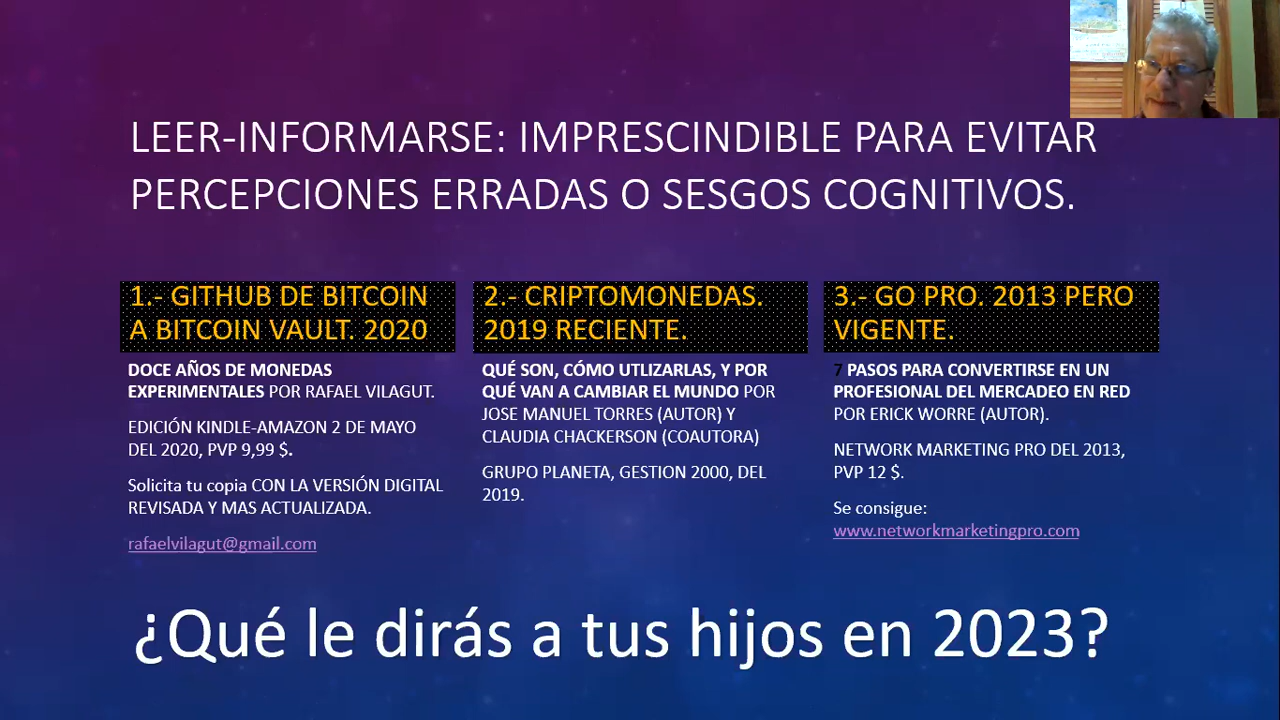 LEER-INFORMARSE: IMPRESCINDIBLE PARA EVITAR
PERCEPCIONES ERRADAS O SESGOS COGNITIVOS.
1.- GITHUB DE BITCOIN
A BITCOIN VAULT. 2020
DOCE AÑOS DE MONEDAS
EXPERIMENTALES POR RAFAEL VILAGUT.
EDICIÓN KINDLE-AMAZON 2 DE MAYO
DEL 2020, PVP 9,99 $.
Solicita tu copia CON LA VERSIÓN DIGITAL
REVISADA Y MAS ACTUALIZADA.
rafaelvilagut@gmail.com
2.- CRIPTOMONEDAS.
2019 RECIENTE.
QUÉ SON, CÓMO UTLIZARLAS, Y POR
QUÉ VAN A CAMBIAR EL MUNDO POR
JOSE MANUEL TORRES (AUTOR) Y
CLAUDIA CHACKERSON (COAUTORA)
GRUPO PLANETA, GESTION 2000, DEL
2019.
3.- GO PRO. 2013 PERO
VIGENTE.
7 PASOS PARA CONVERTIRSE EN UN
PROFESIONAL DEL MERCADEO EN RED
POR ERICK WORRE (AUTOR).
NETWORK MARKETING PRO DEL 2013,
PVP 12 $.
Se consigue:
www.networkmarketingpro.com
¿Qué le dirás a tus hijos en 2023?